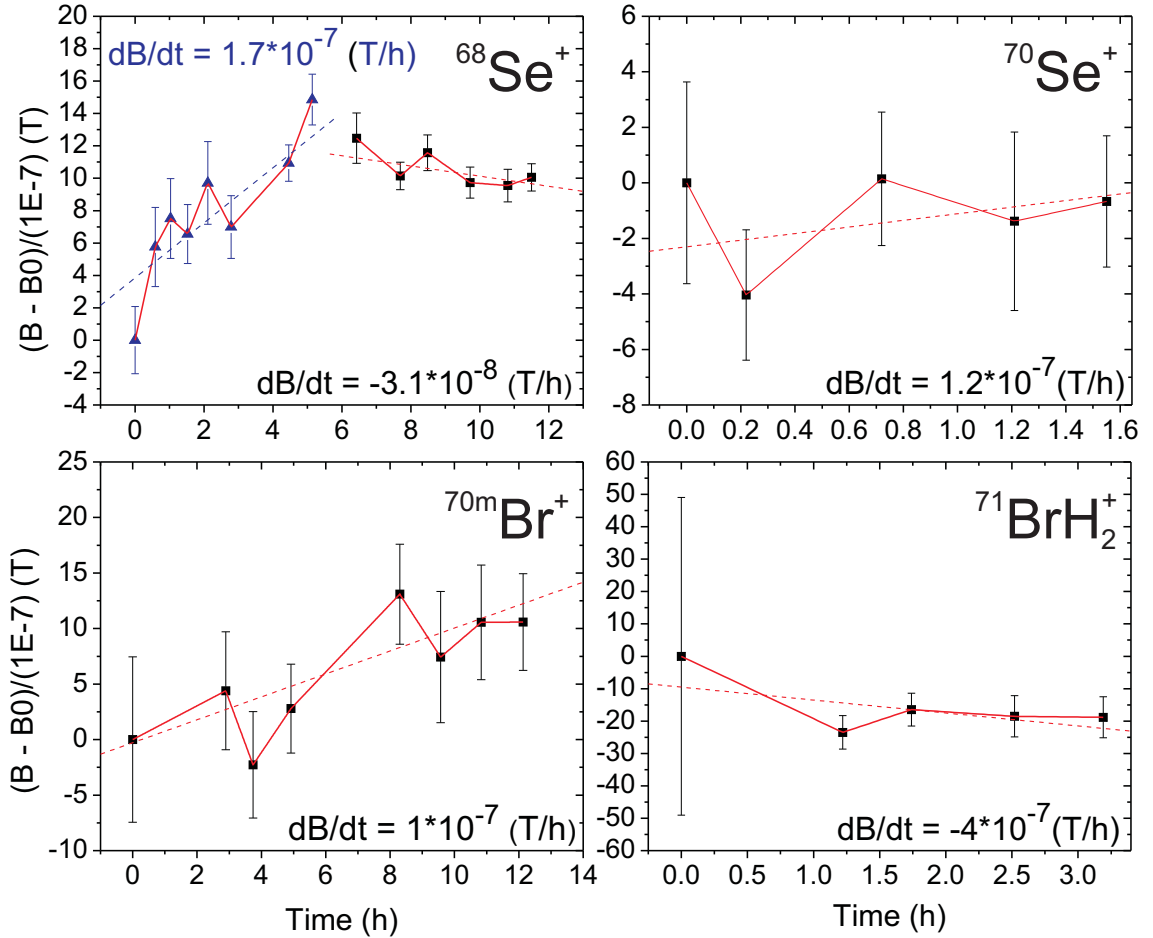 (B - B0)/(1E-7) (T)
20
18
16
14
12
10
8
6
4
2
0
-2
-4
dB/dt = 1.7*10⁻⁷ (T/h)
⁶⁸Se⁺
dB/dt = -3.1*10⁻⁸ (T/h)
0 2 4 6 8 10 12
6
4
2
0
-2
-4
-6
-8
⁷⁰Se⁺
dB/dt = 1.2*10⁻⁷(T/h)
0.0 0.2 0.4 0.6 0.8 1.0 1.2 1.4 1.6
(B - B0)/(1E-7) (T)
25
20
15
10
5
0
-5
-10
⁷⁰ᵐBr⁺
dB/dt = 1*10⁻⁷ (T/h)
0 2 4 6 8 10 12 14
Time (h)
60
50
40
30
20
10
0
-10
-20
-30
-40
-50
-60
⁷¹BrH₂⁺
dB/dt = -4*10⁻⁷(T/h)
0.0 0.5 1.0 1.5 2.0 2.5 3.0
Time (h)